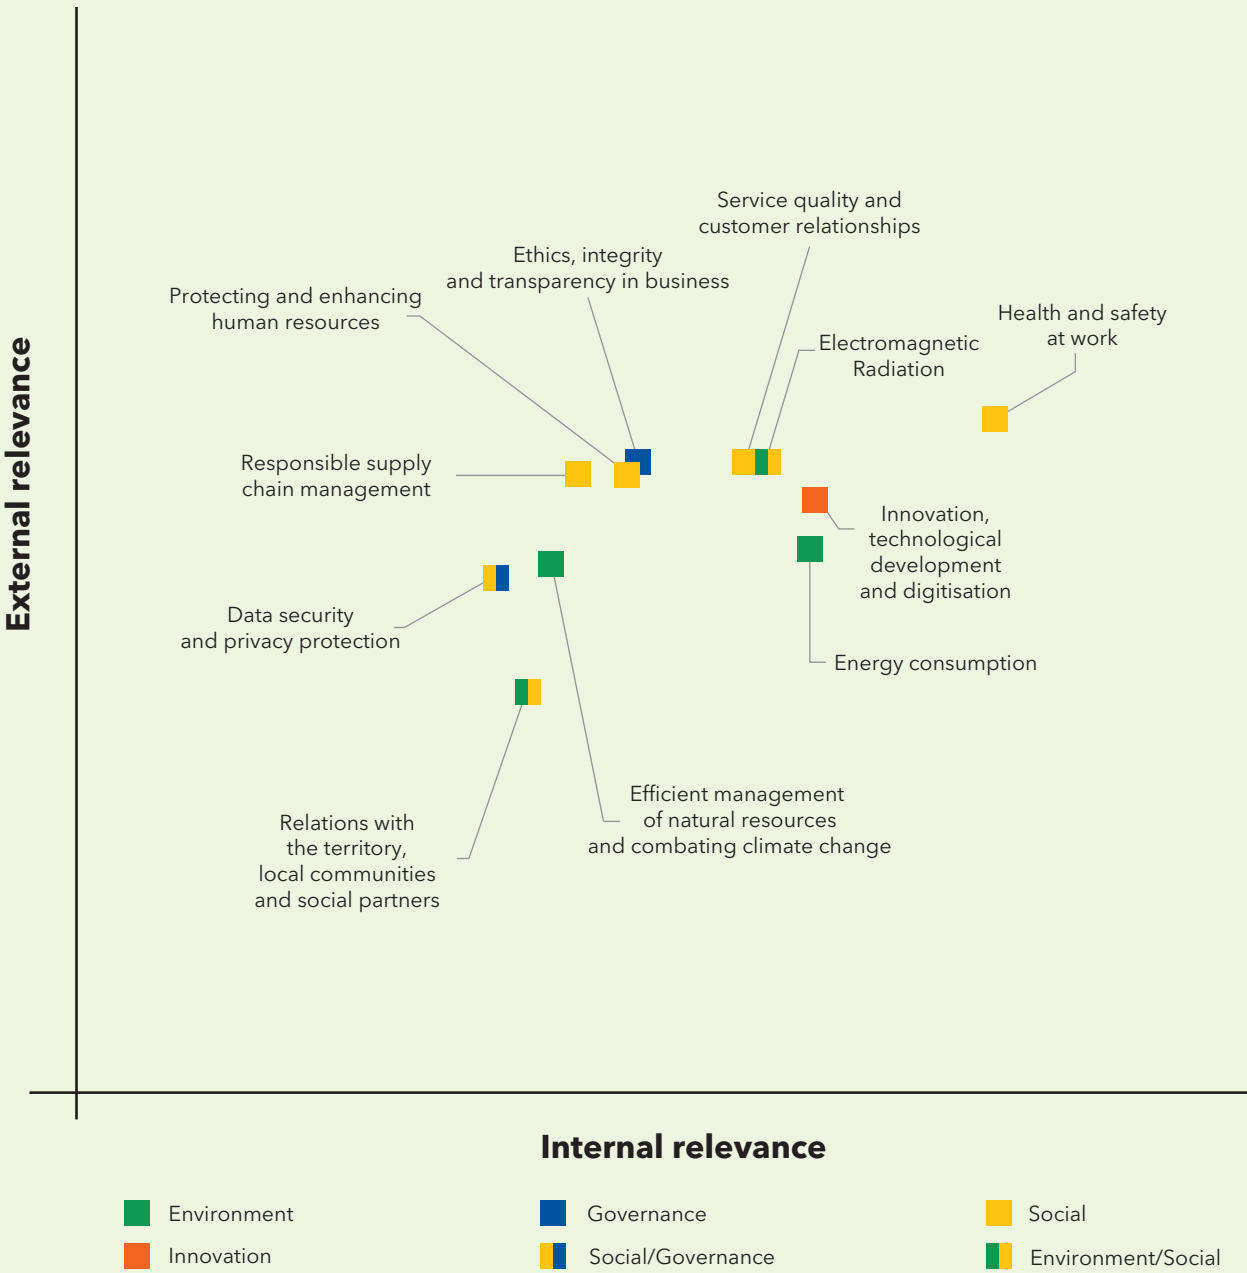 Service quality and
customer relationships
Ethics, integrity
and transparency in business
Protecting and enhancing
human resources
Health and safety
at work
Electromagnetic
Radiation
External relevance
Responsible supply
chain management
Innovation,
technological
development
and digitisation
Data security
and privacy protection
Energy consumption
Efficient management
of natural resources
and combating climate change
Relations with
the territory,
local communities
and social partners
Internal relevance
Environment
Governance
Social
Innovation
Social/Governance
Environment/Social